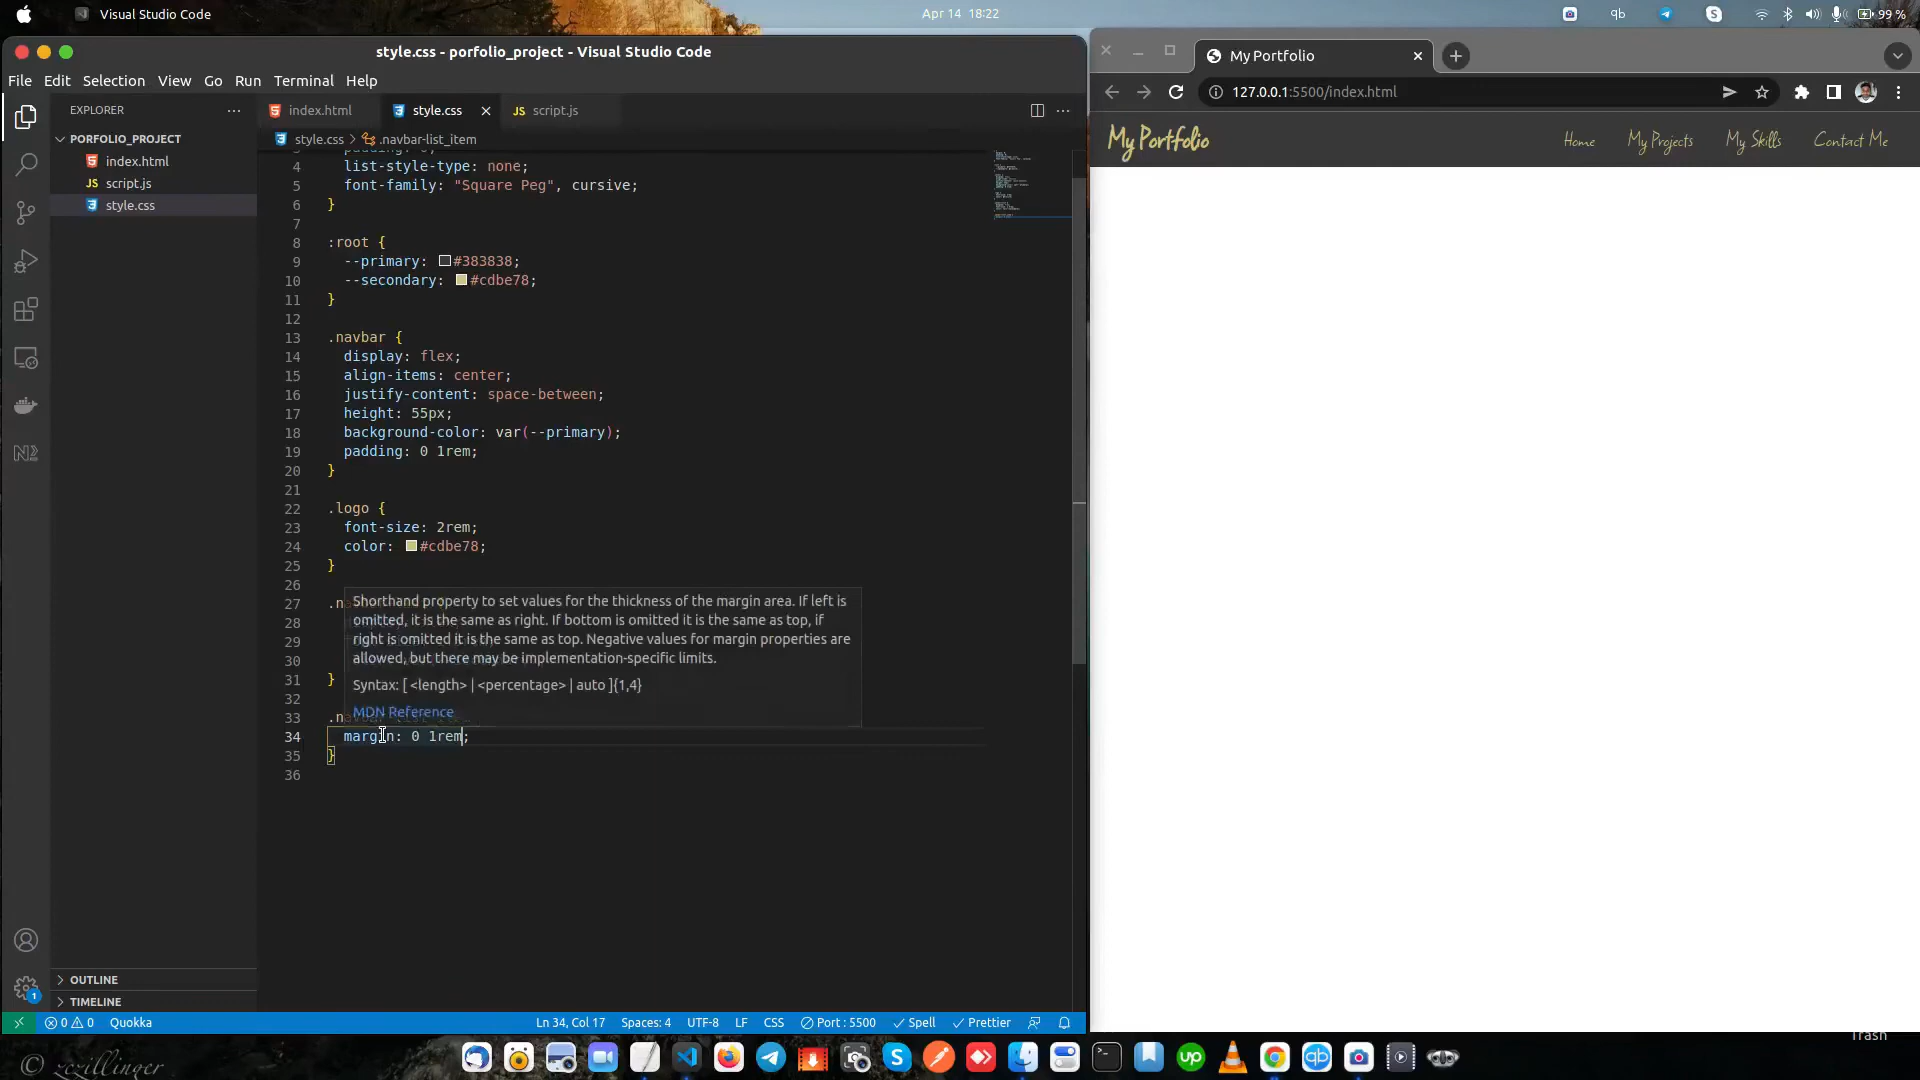 Visual Studio Code
Apr 14 18:22
qb
99 %
style.css - porfolio_project - Visual Studio Code
File Edit Selection View Go Run Terminal Help
EXPLORER
PORFOLIO_PROJECT
index.html
JS script.js
style.css
OUTLINE
TIMELINE
index.html
style.css
JS script.js
style.css > .navbar-list_item
4 list-style-type: none;
5 font-family: "Square Peg", cursive;
6 }
7
8 :root {
9 --primary: #383838;
10 --secondary: #cdbe78;
11 }
12
13 .navbar {
14 display: flex;
15 align-items: center;
16 justify-content: space-between;
17 height: 55px;
18 background-color: var(--primary);
19 padding: 0 1rem;
20 }
21
22 .logo {
23 font-size: 2rem;
24 color: #cdbe78;
25 }
26
27
28
29
30
31 }
32
33
34 margin: 0 1rem;
35 }
36
Shorthand property to set values for the thickness of the margin area. If left is
omitted, it is the same as right. If bottom is omitted it is the same as top, if
right is omitted it is the same as top. Negative values for margin properties are
allowed, but there may be implementation-specific limits.
Syntax: [ <length> | <percentage> | auto ]{1,4}
MDN Reference
1
0 0 Quokka
Ln 34, Col 17 Spaces: 4 UTF-8 LF CSS Port : 5500 Spell Prettier
My Portfolio
127.0.0.1:5500/index.html
My Portfolio
Home My Projects My Skills Contact Me
Trash
© zczillinger